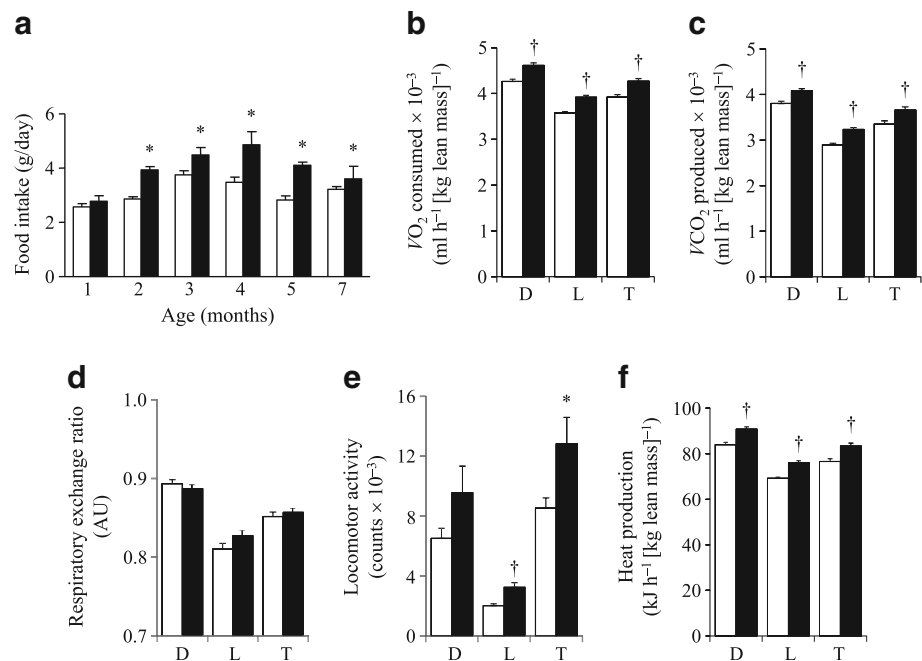 a
Food intake (g/day)
6
4
2
0
* * * * *
1 2 3 4 5 7
Age (months)
b
VO₂ consumed × 10⁻³
(ml h⁻¹ [kg lean mass]⁻¹)
5
4
3
2
1
0
† † †
D L T
c
VCO₂ produced × 10⁻³
(ml h⁻¹ [kg lean mass]⁻¹)
5
4
3
2
1
0
† † †
D L T
d
Respiratory exchange ratio
(AU)
1.0
0.9
0.8
0.7
D L T
e
Locomotor activity
(counts × 10⁻³)
16
12
8
4
0
† *
D L T
f
Heat production
(kJ h⁻¹ [kg lean mass]⁻¹)
100
80
60
40
20
0
† † †
D L T